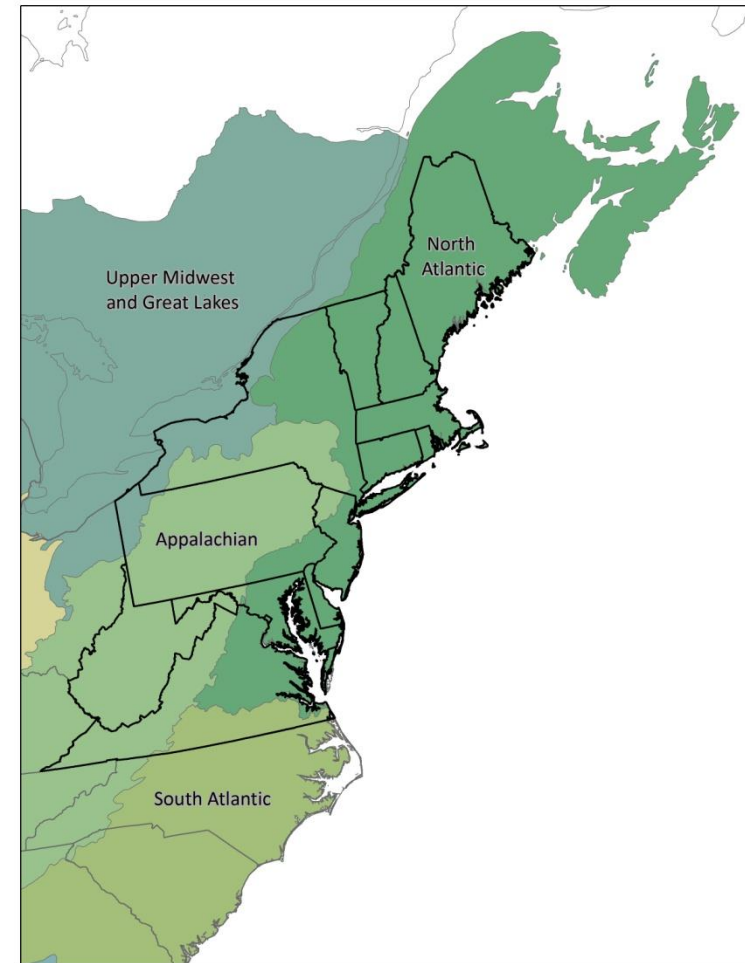 North
Atlantic
Upper Midwest
and Great Lakes
Appalachian
South Atlantic